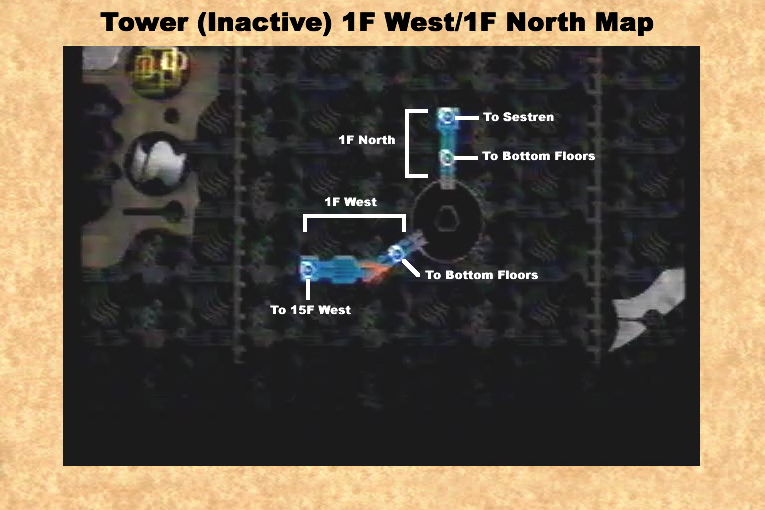 Tower (Inactive) 1F West/1F North Map
To Sestren
1F North
To Bottom Floors
1F West
To Bottom Floors
To 15F West